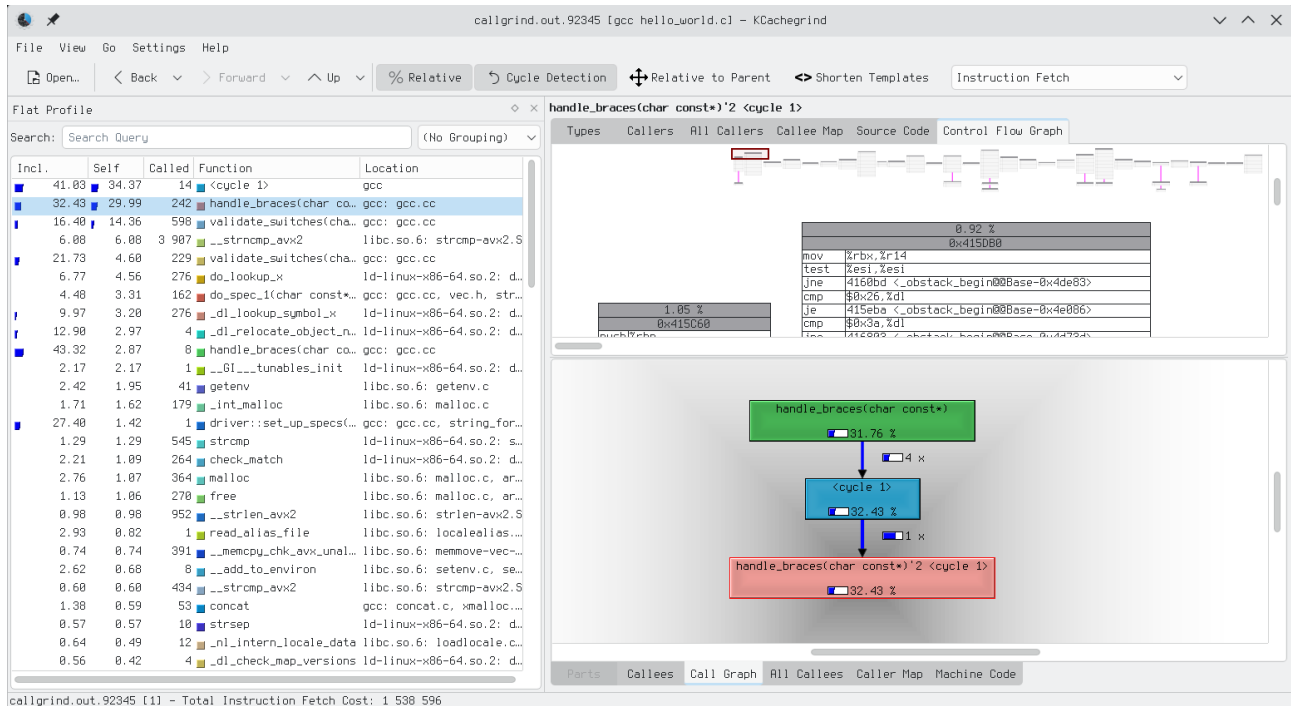 callgrind.out.92345 [gcc hello_world.c] - KCachegrind
File View Go Settings Help
Open... Back Forward Up % Relative Cycle Detection Relative to Parent <> Shorten Templates Instruction Fetch
Flat Profile
Search: Search Query (No Grouping)
Incl. Self Called Function Location
41.03 34.37 14 <cycle 1> gcc
32.43 29.99 242 handle_braces(char co... gcc: gcc.cc
16.40 14.36 598 validate_switches(cha... gcc: gcc.cc
6.08 6.08 3 907 __strncmp_avx2 libc.so.6: strcmp-avx2.S
21.73 4.60 229 validate_switches(cha... gcc: gcc.cc
6.77 4.56 276 do_lookup_x ld-linux-x86-64.so.2: d...
4.48 3.31 162 do_spec_1(char const*... gcc: gcc.cc, vec.h, str...
9.97 3.20 276 _dl_lookup_symbol_x ld-linux-x86-64.so.2: d...
12.90 2.97 4 _dl_relocate_object_n... ld-linux-x86-64.so.2: d...
43.32 2.87 8 handle_braces(char co... gcc: gcc.cc
2.17 2.17 1 __GI___tunables_init ld-linux-x86-64.so.2: d...
2.42 1.95 41 getenv libc.so.6: getenv.c
1.71 1.62 179 _int_malloc libc.so.6: malloc.c
27.40 1.42 1 driver::set_up_specs(... gcc: gcc.cc, string_for...
1.29 1.29 545 strcmp ld-linux-x86-64.so.2: s...
2.21 1.09 264 check_match ld-linux-x86-64.so.2: d...
2.76 1.07 364 malloc libc.so.6: malloc.c, ar...
1.13 1.06 270 free libc.so.6: malloc.c, ar...
0.98 0.98 952 __strlen_avx2 libc.so.6: strlen-avx2.S
2.93 0.82 1 read_alias_file libc.so.6: localealias....
0.74 0.74 391 __memcpy_chk_avx_unal... libc.so.6: memmove-vec-...
2.62 0.68 8 __add_to_environ libc.so.6: setenv.c, se...
0.60 0.60 434 __strcmp_avx2 libc.so.6: strcmp-avx2.S
1.38 0.59 53 concat gcc: concat.c, xmalloc....
0.57 0.57 10 strsep ld-linux-x86-64.so.2: d...
0.64 0.49 12 _nl_intern_locale_data libc.so.6: loadlocale.c...
0.56 0.42 4 _dl_check_map_versions ld-linux-x86-64.so.2: d...
handle_braces(char const*)'2 <cycle 1>
Types Callers All Callers Callee Map Source Code Control Flow Graph
0.92 %
0x415DB0
mov %rbx,%r14
test %esi,%esi
jne 4160bd <_obstack_begin@@Base-0x4de83>
cmp $0x26,%dl
je 415eba <_obstack_begin@@Base-0x4e086>
cmp $0x3a,%dl
1.05 %
0x415C60
handle_braces(char const*)
31.76 %
4 x
<cycle 1>
32.43 %
1 x
handle_braces(char const*)'2 <cycle 1>
32.43 %
Parts Callees Call Graph All Callees Caller Map Machine Code
callgrind.out.92345 [1] - Total Instruction Fetch Cost: 1 538 596